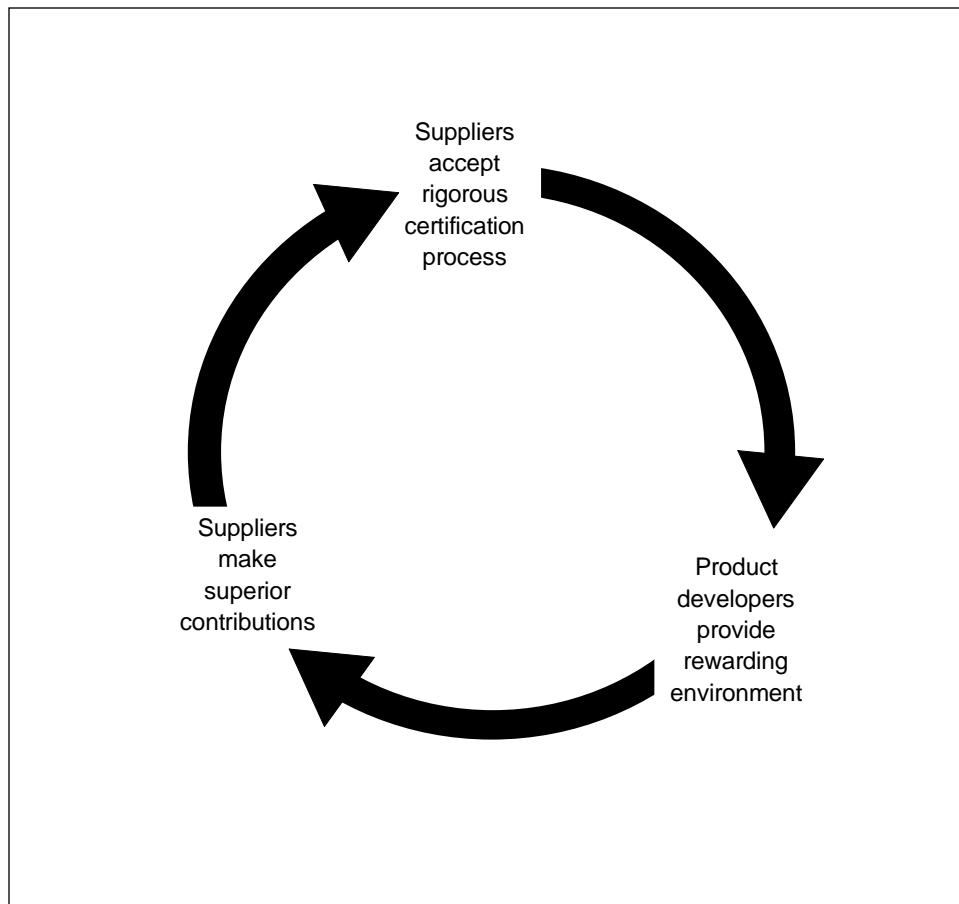 Suppliers
accept
rigorous
certification
process
Product
developers
provide
rewarding
environment
Suppliers
make
superior
contributions